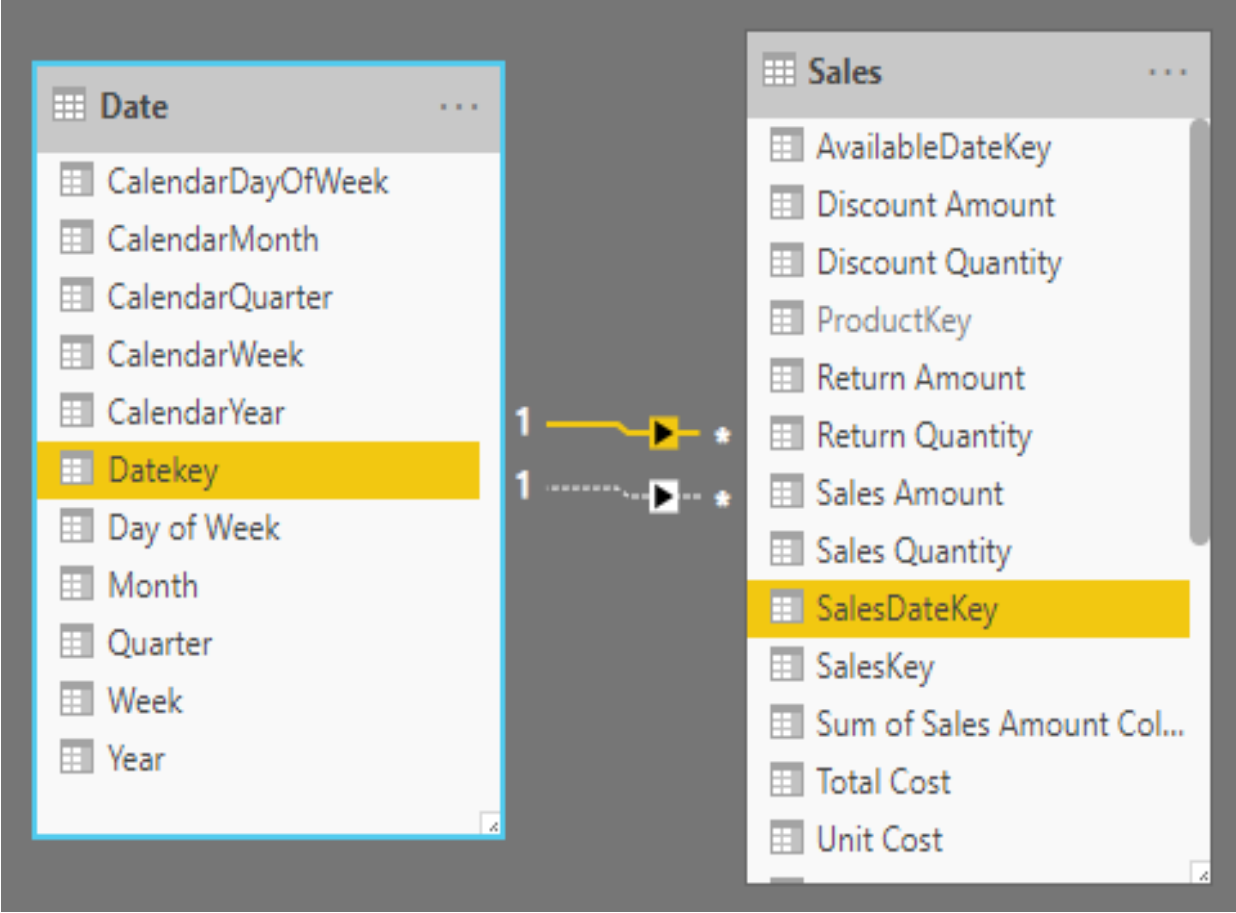 Date
CalendarDayOfWeek
CalendarMonth
CalendarQuarter
CalendarWeek
CalendarYear
Datekey
Day of Week
Month
Quarter
Week
Year
1
*
1
*
Sales
AvailableDateKey
Discount Amount
Discount Quantity
ProductKey
Return Amount
Return Quantity
Sales Amount
Sales Quantity
SalesDateKey
SalesKey
Sum of Sales Amount Col...
Total Cost
Unit Cost